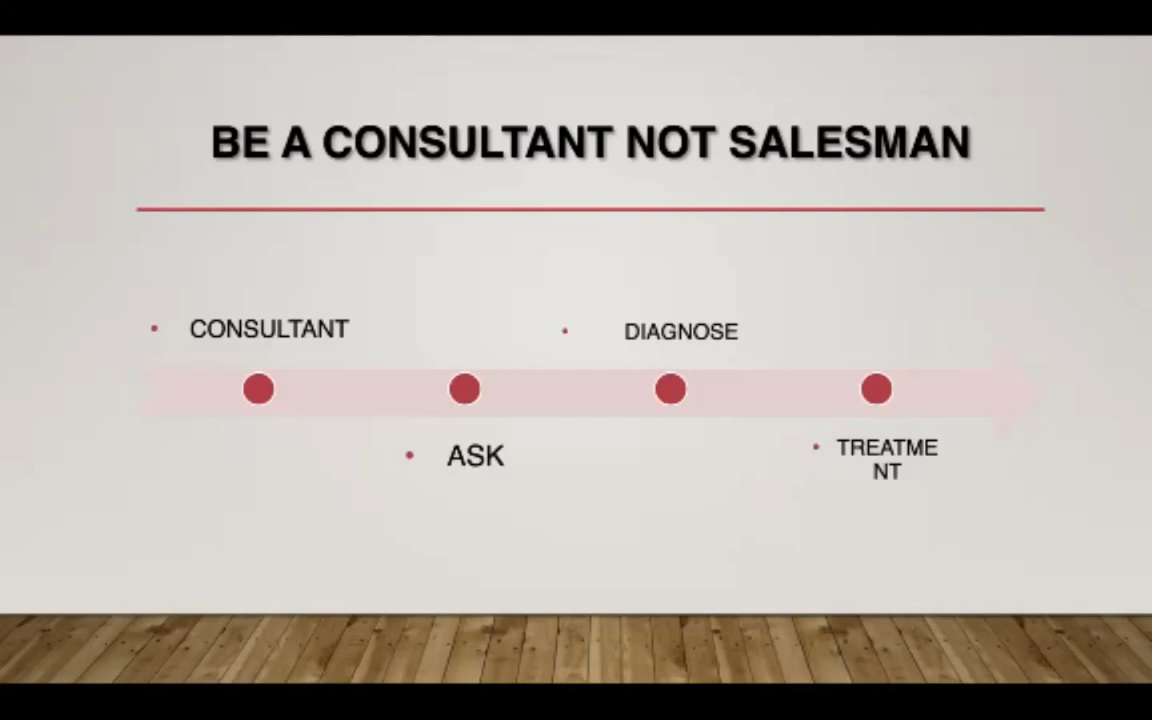 BE A CONSULTANT NOT SALESMAN
• CONSULTANT
• ASK
• DIAGNOSE
• TREATME
NT